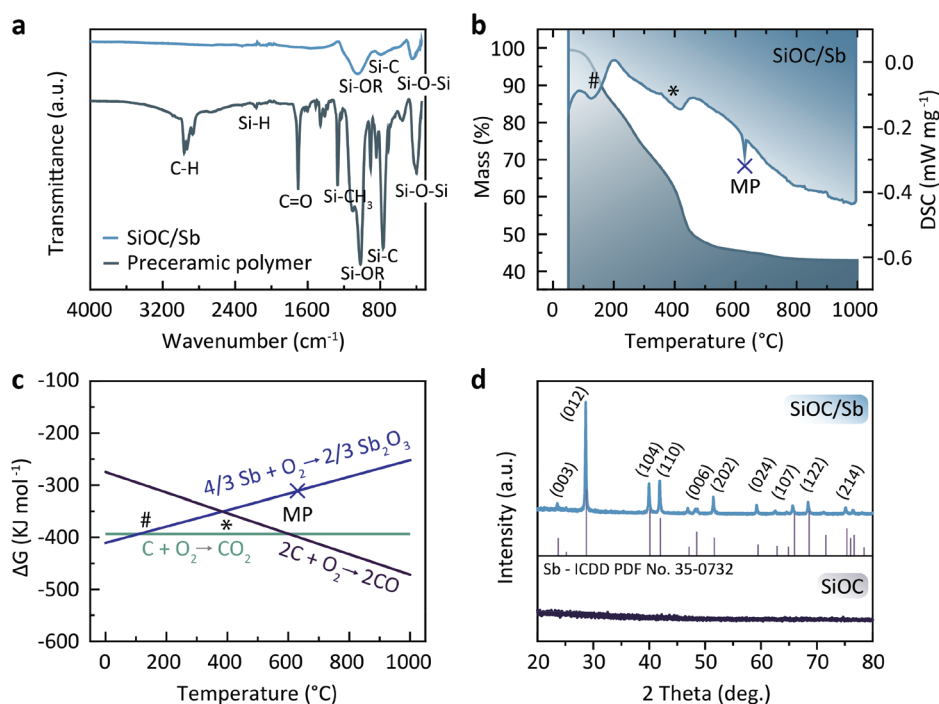 a
Transmittance (a.u.)
Si-C
Si-OR
Si-O-Si
Si-H
C-H
C=O
Si-CH3
Si-O-Si
Si-C
Si-OR
SiOC/Sb
Preceramic polymer
4000 3200 2400 1600 800
Wavenumber (cm-1)
b
SiOC/Sb
Mass (%)
100
90
80
70
60
50
40
#
*
MP
0.0
-0.2
-0.4
-0.6
DSC (mW mg-1)
0 200 400 600 800 1000
Temperature (°C)
c
ΔG (KJ mol-1)
-100
-200
-300
-400
-500
-600
4/3 Sb + O2→2/3 Sb2O3
MP
#
*
C + O2→CO2
2C + O2→2CO
0 200 400 600 800 1000
Temperature (°C)
d
Intensity (a.u.)
SiOC/Sb
(003)
(012)
(104)
(110)
(006)
(202)
(024)
(107)
(122)
(214)
Sb - ICDD PDF No. 35-0732
SiOC
20 30 40 50 60 70 80
2 Theta (deg.)